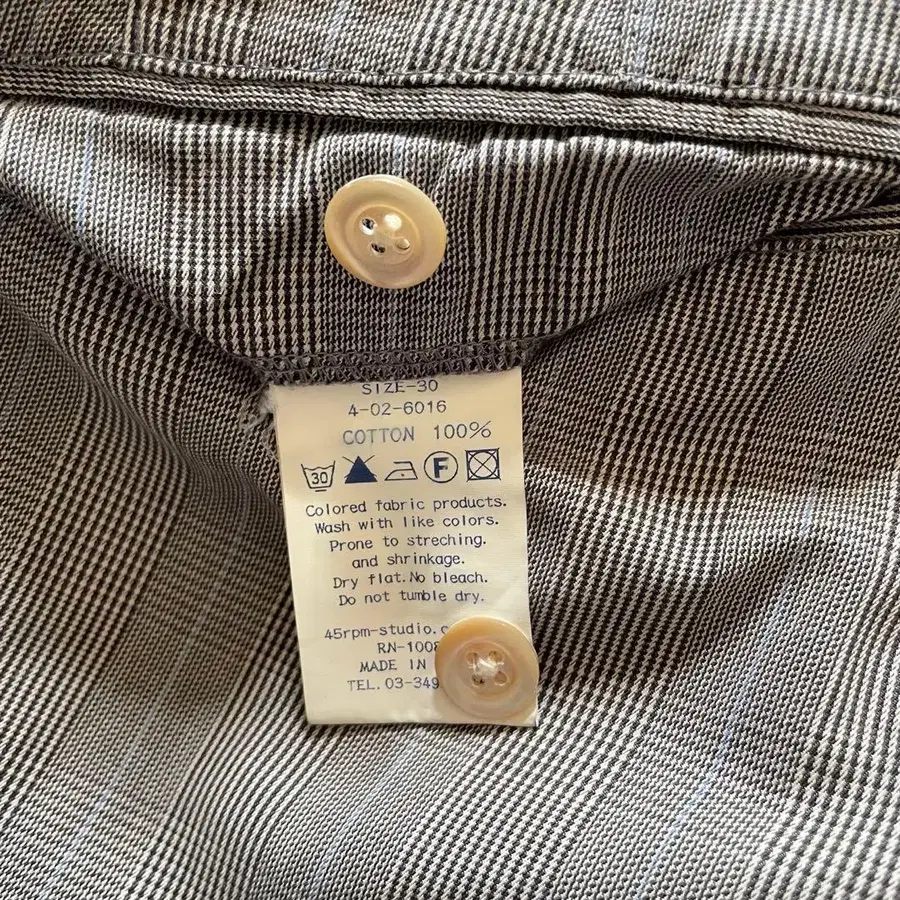 SIZE-30
4-02-6016
COTTON 100%
30 F
Colored fabric products.
Wash with like colors.
Prone to streching.
and shrinkage.
Dry flat. No bleach.
Do not tumble dry.
45rpm-studio.c
RN-100
MADE IN
TEL. 03-349